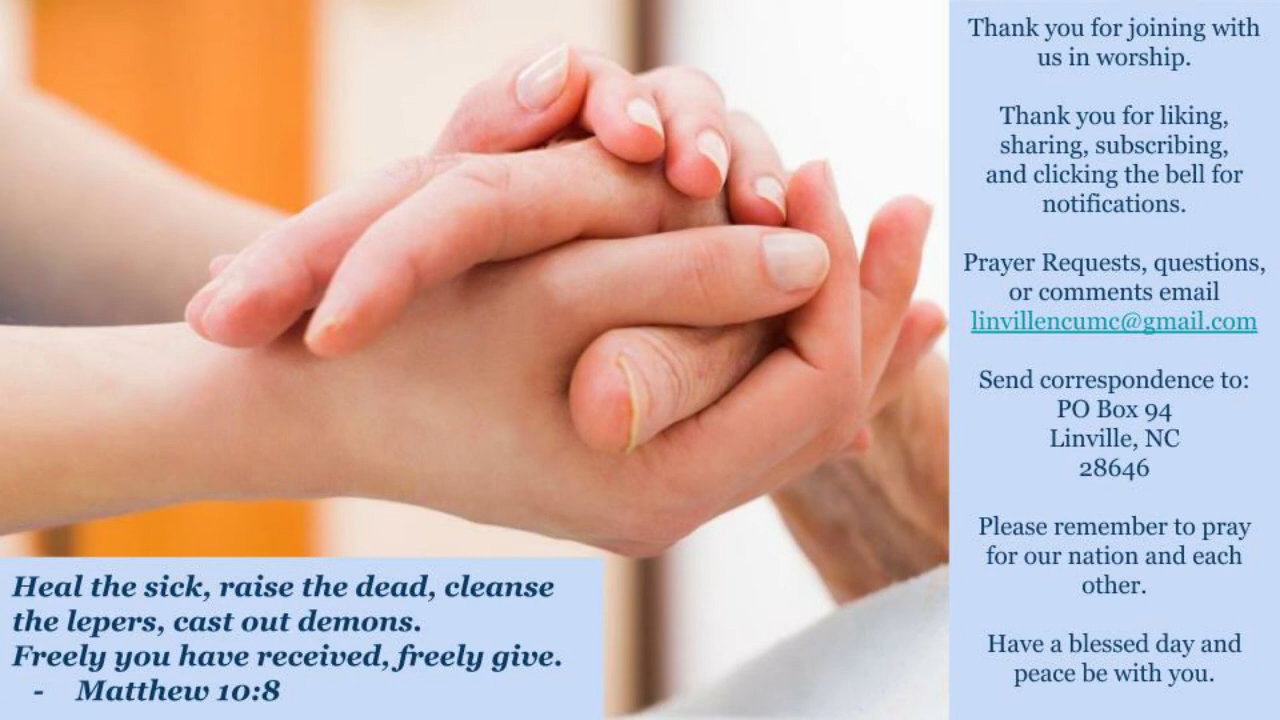 Thank you for joining with
us in worship.
Thank you for liking,
sharing, subscribing,
and clicking the bell for
notifications.
Prayer Requests, questions,
or comments email
linvillencumc@gmail.com
Send correspondence to:
PO Box 94
Linville, NC
28646
Please remember to pray
for our nation and each
other.
Have a blessed day and
peace be with you.
Heal the sick, raise the dead, cleanse
the lepers, cast out demons.
Freely you have received, freely give.
- Matthew 10:8